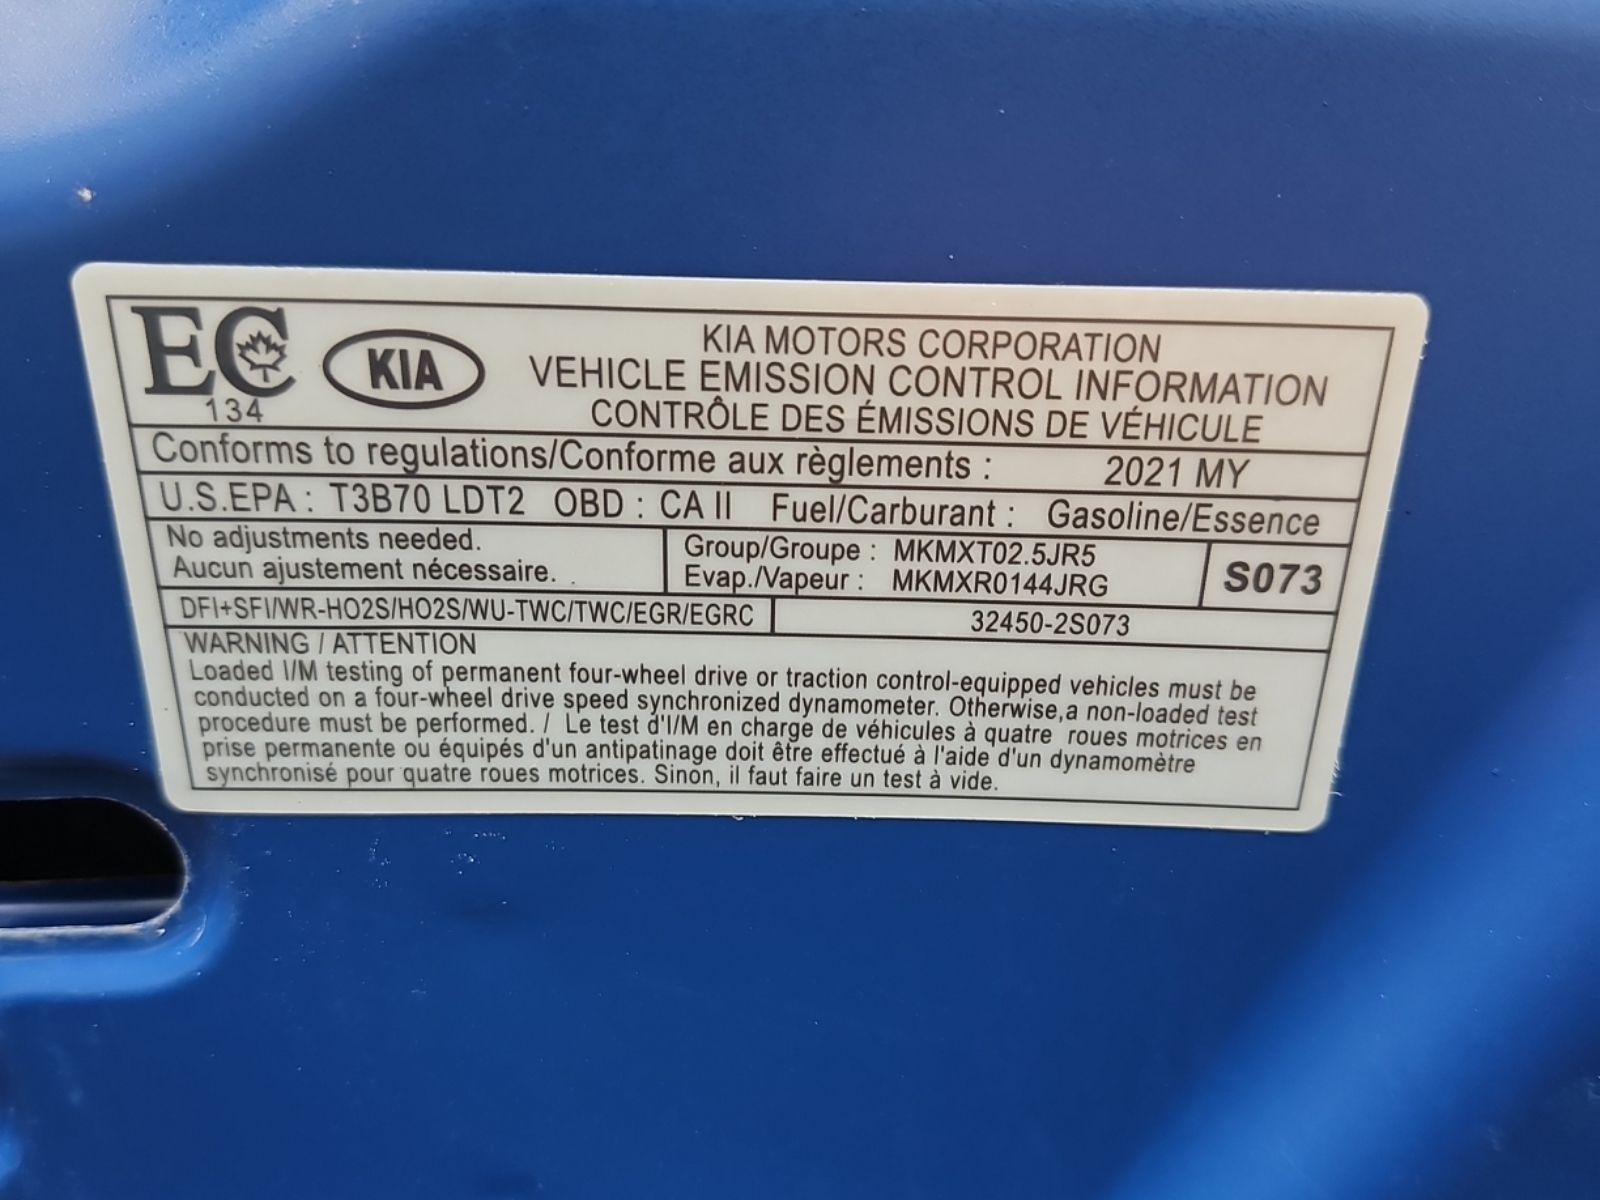 EC
134
KIA
KIA MOTORS CORPORATION
VEHICLE EMISSION CONTROL INFORMATION
CONTRÔLE DES ÉMISSIONS DE VÉHICULE
Conforms to regulations/Conforme aux règlements : 2021 MY
U.S.EPA : T3B70 LDT2 OBD : CA II Fuel/Carburant : Gasoline/Essence
No adjustments needed.
Aucun ajustement nécessaire.
Group/Groupe : MKMXT02.5JR5
Evap./Vapeur : MKMXR0144JRG
S073
DFI+SFI/WR-HO2S/HO2S/WU-TWC/TWC/EGR/EGRC
32450-2S073
WARNING / ATTENTION
Loaded I/M testing of permanent four-wheel drive or traction control-equipped vehicles must be
conducted on a four-wheel drive speed synchronized dynamometer. Otherwise,a non-loaded test
procedure must be performed. / Le test d'I/M en charge de véhicules à quatre roues motrices en
prise permanente ou équipés d'un antipatinage doit être effectué à l'aide d'un dynamomètre
synchronisé pour quatre roues motrices. Sinon, il faut faire un test à vide.